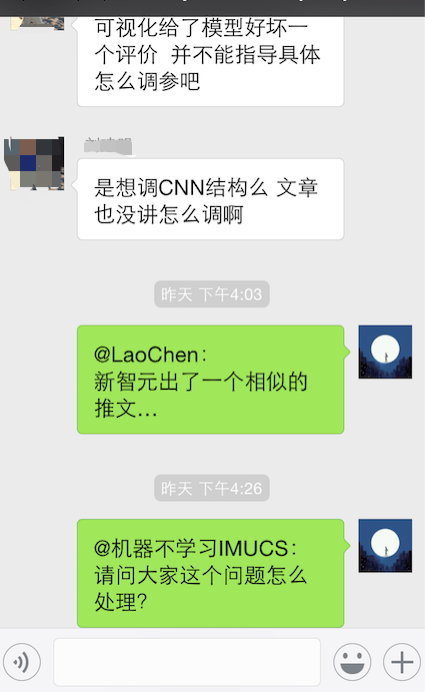 可视化给了模型好坏一
个评价 并不能指导具体
怎么调参吧
是想调CNN结构么 文章
也没讲怎么调啊
昨天 下午4:03
@LaoChen：
新智元出了一个相似的
推文...
昨天 下午4:26
@机器不学习IMUCS：
请问大家这个问题怎么
处理?